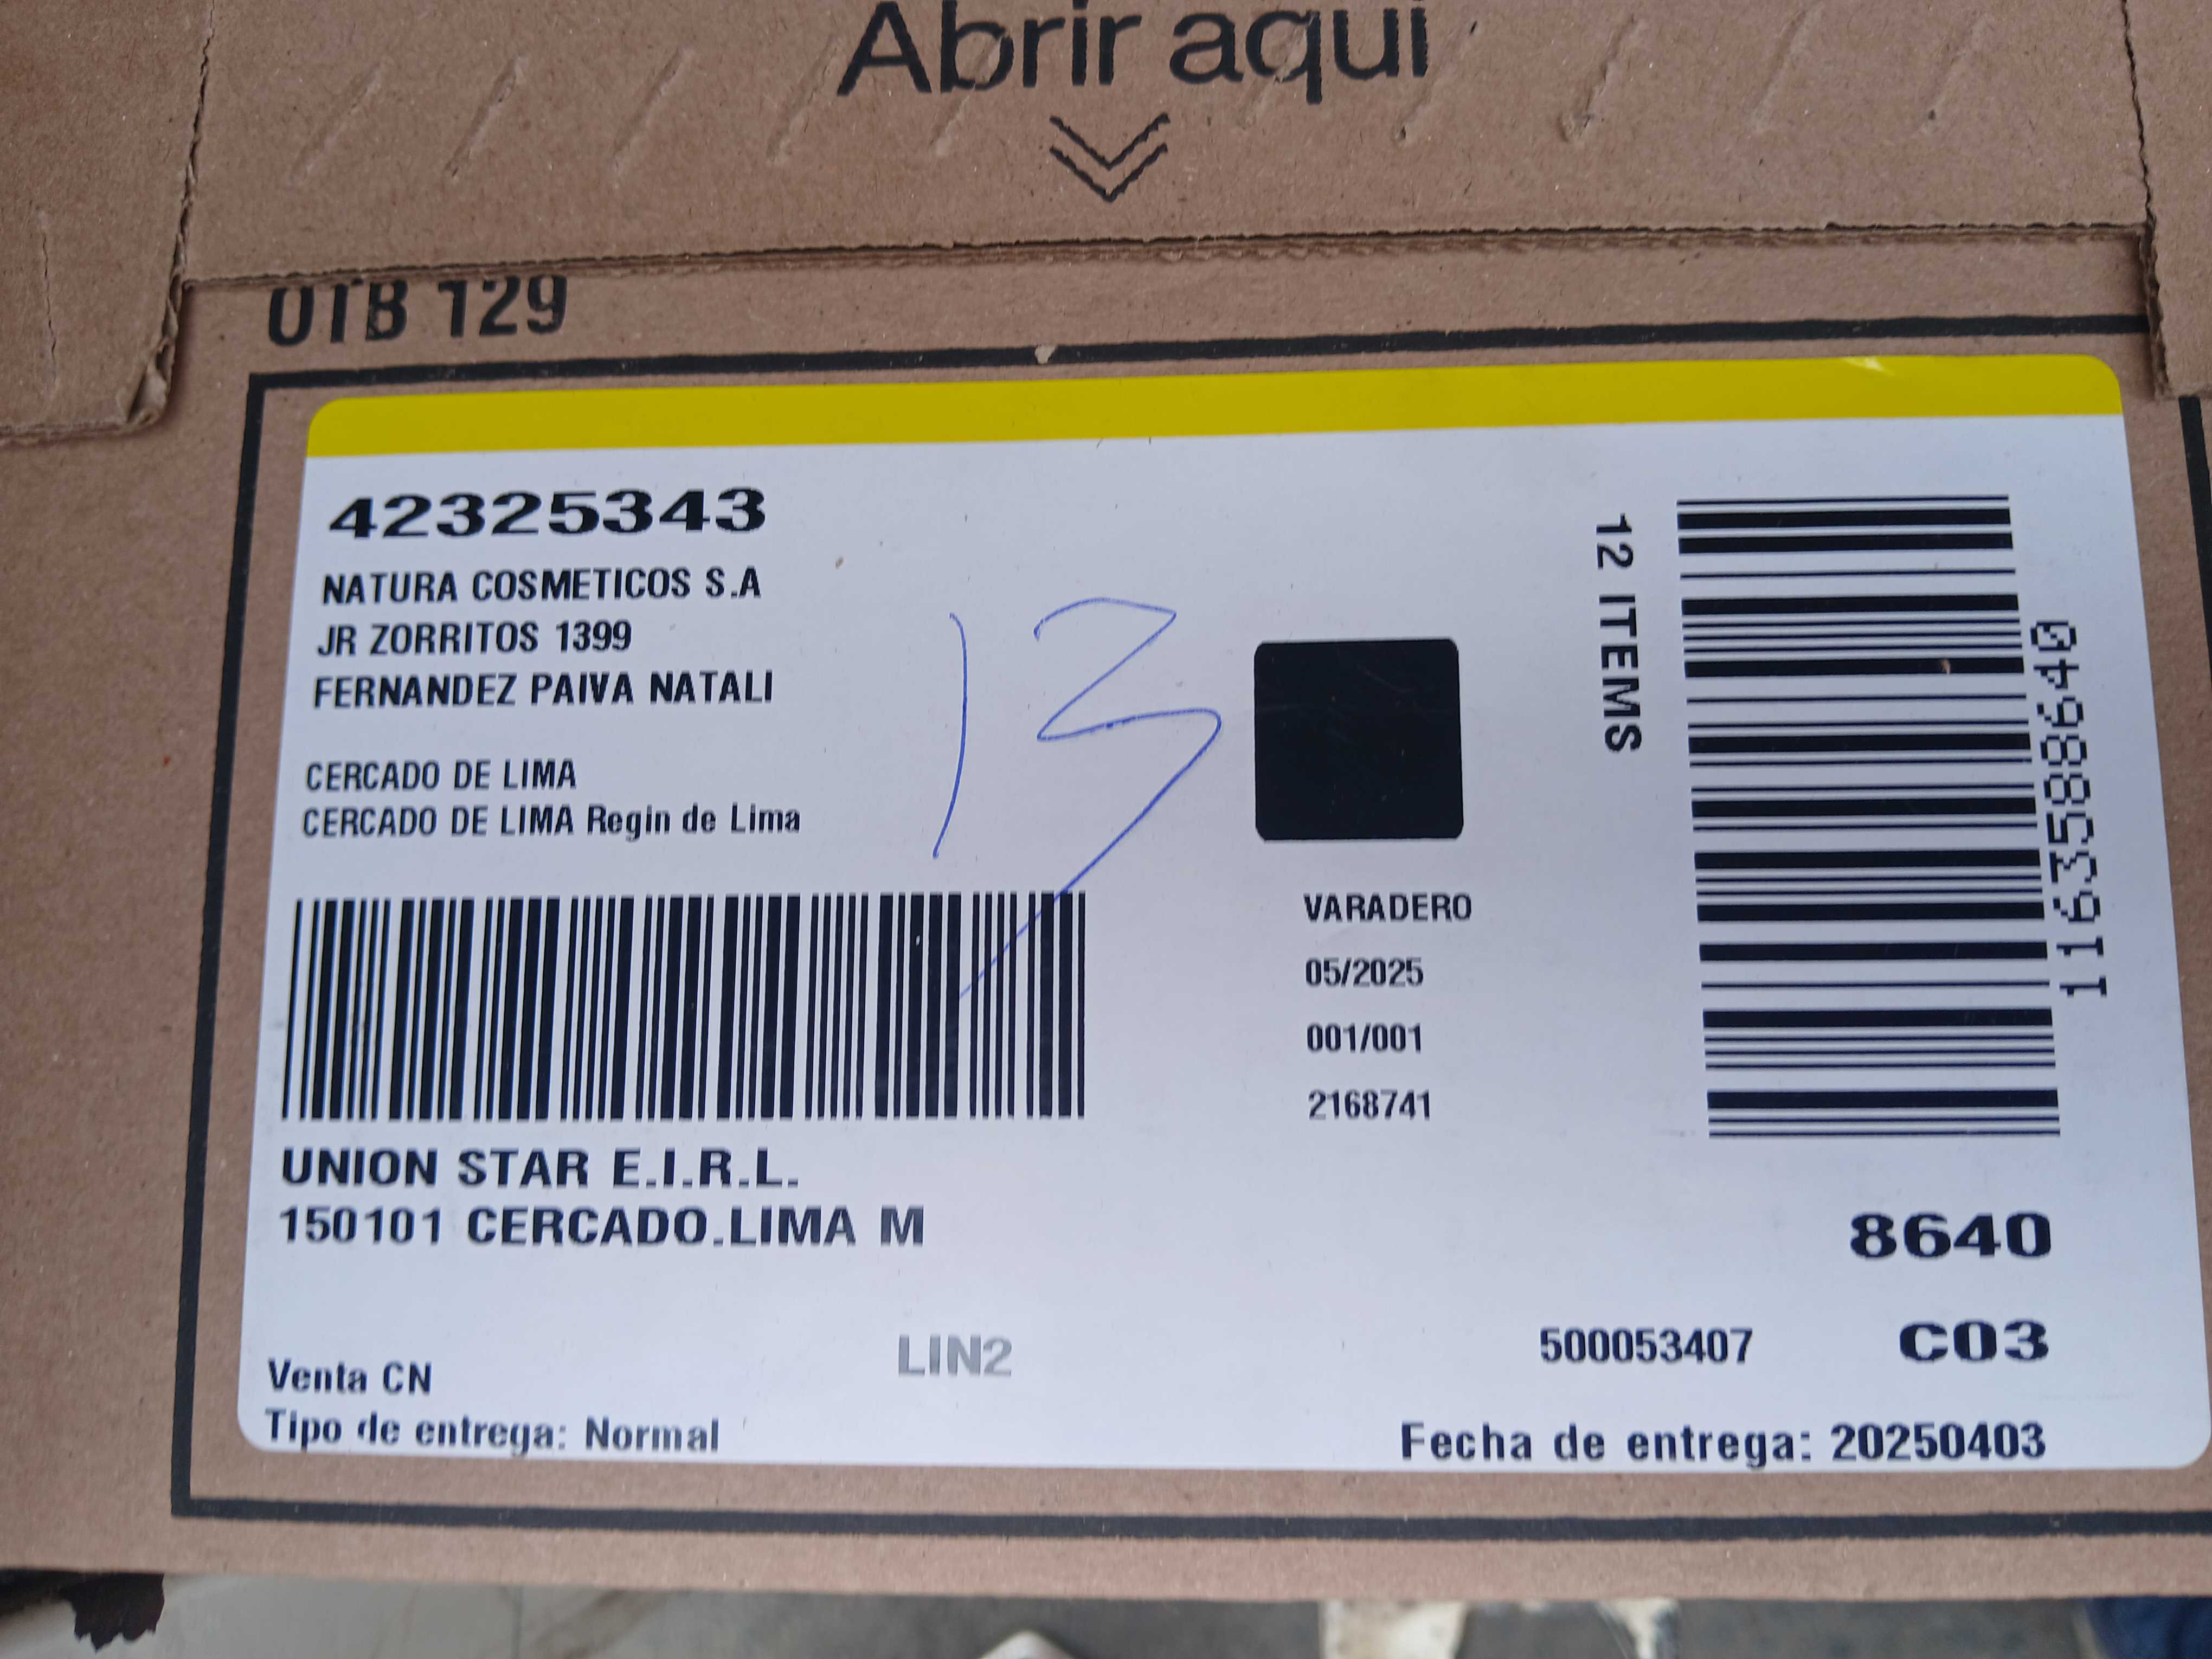 Abrir aqui
OTB 129
42325343
NATURA COSMETICOS S.A
JR ZORRITOS 1399
FERNANDEZ PAIVA NATALI
CERCADO DE LIMA
CERCADO DE LIMA Regin de Lima
13
12 ITEMS
11635888640
VARADERO
05/2025
001/001
2168741
UNION STAR E.I.R.L.
150101 CERCADO.LIMA M
8640
LIN2
500053407 C03
Venta CN
Tipo de entrega: Normal
Fecha de entrega: 20250403